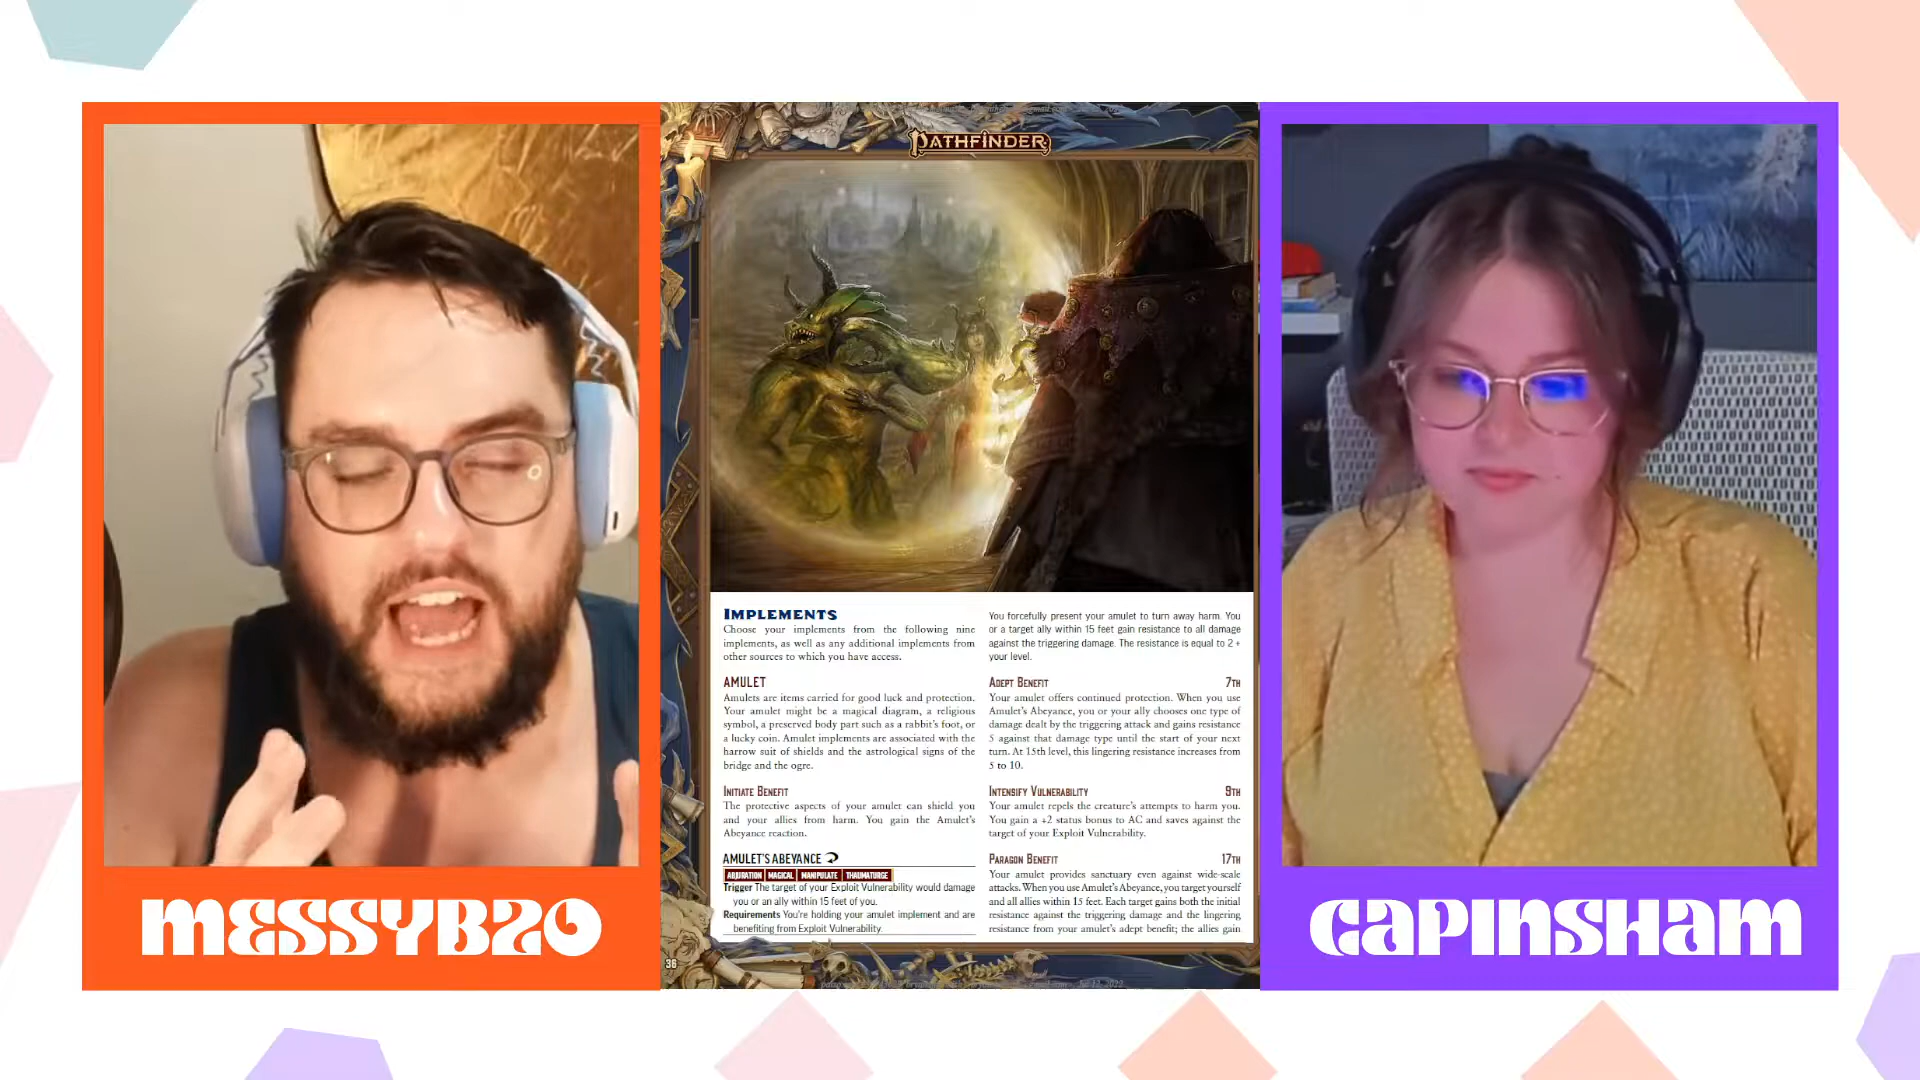 PATHFINDER
IMPLEMENTS
Choose your implements from the following nine
implements, as well as any additional implements from
other sources to which you have access.
AMULET
Amulets are items carried for good luck and protection.
Your amulet might be a magical diagram, a religious
symbol, a preserved body part such as a rabbit's foot, or
a lucky coin. Amulet implements are associated with the
harrow suit of shields and the astrological signs of the
bridge and the ogre.
INITIATE BENEFIT
The protective aspects of your amulet can shield you
and your allies from harm. You gain the Amulet's
Abeyance reaction.
AMULET'S ABEYANCE
ABJURATION MAGICAL MANIPULATE THAUMATURGE
Trigger The target of your Exploit Vulnerability would damage
you or an ally within 15 feet of you.
Requirements You're holding your amulet implement and are
benefiting from Exploit Vulnerability.
You forcefully present your amulet to turn away harm. You
or a target ally within 15 feet gain resistance to all damage
against the triggering damage. The resistance is equal to 2 +
your level.
ADEPT BENEFIT 7TH
Your amulet offers continued protection. When you use
Amulet's Abeyance, you or your ally chooses one type of
damage dealt by the triggering attack and gains resistance
5 against that damage type until the start of your next
turn. At 15th level, this lingering resistance increases from
5 to 10.
INTENSIFY VULNERABILITY 9TH
Your amulet repels the creature's attempts to harm you.
You gain a +2 status bonus to AC and saves against the
target of your Exploit Vulnerability.
PARAGON BENEFIT 17TH
Your amulet provides sanctuary even against wide-scale
attacks. When you use Amulet's Abeyance, you target yourself
and all allies within 15 feet. Each target gains both the initial
resistance against the triggering damage and the lingering
resistance from your amulet's adept benefit; the allies gain
38
MESSYB20
CAPINSHAM